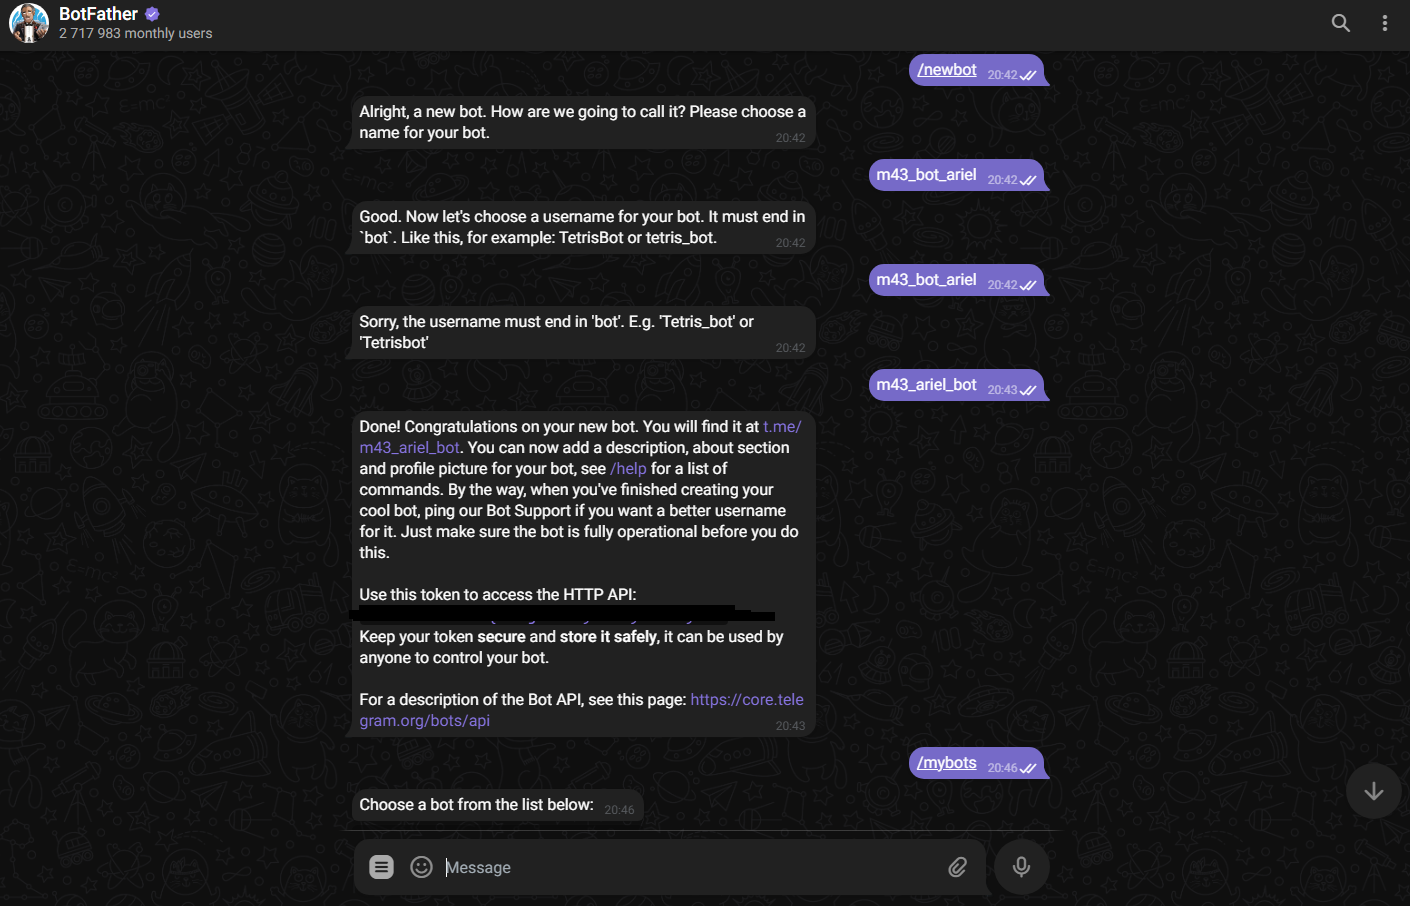 BotFather
2 717 983 monthly users
/newbot 20:42
Alright, a new bot. How are we going to call it? Please choose a
name for your bot. 20:42
m43_bot_ariel 20:42
Good. Now let's choose a username for your bot. It must end in
`bot`. Like this, for example: TetrisBot or tetris_bot. 20:42
m43_bot_ariel 20:42
Sorry, the username must end in 'bot'. E.g. 'Tetris_bot' or
'Tetrisbot' 20:42
m43_ariel_bot 20:43
Done! Congratulations on your new bot. You will find it at t.me/
m43_ariel_bot. You can now add a description, about section
and profile picture for your bot, see /help for a list of
commands. By the way, when you've finished creating your
cool bot, ping our Bot Support if you want a better username
for it. Just make sure the bot is fully operational before you do
this.
Use this token to access the HTTP API:
Keep your token secure and store it safely, it can be used by
anyone to control your bot.
For a description of the Bot API, see this page: https://core.tele
gram.org/bots/api 20:43
/mybots 20:46
Choose a bot from the list below: 20:46
Message